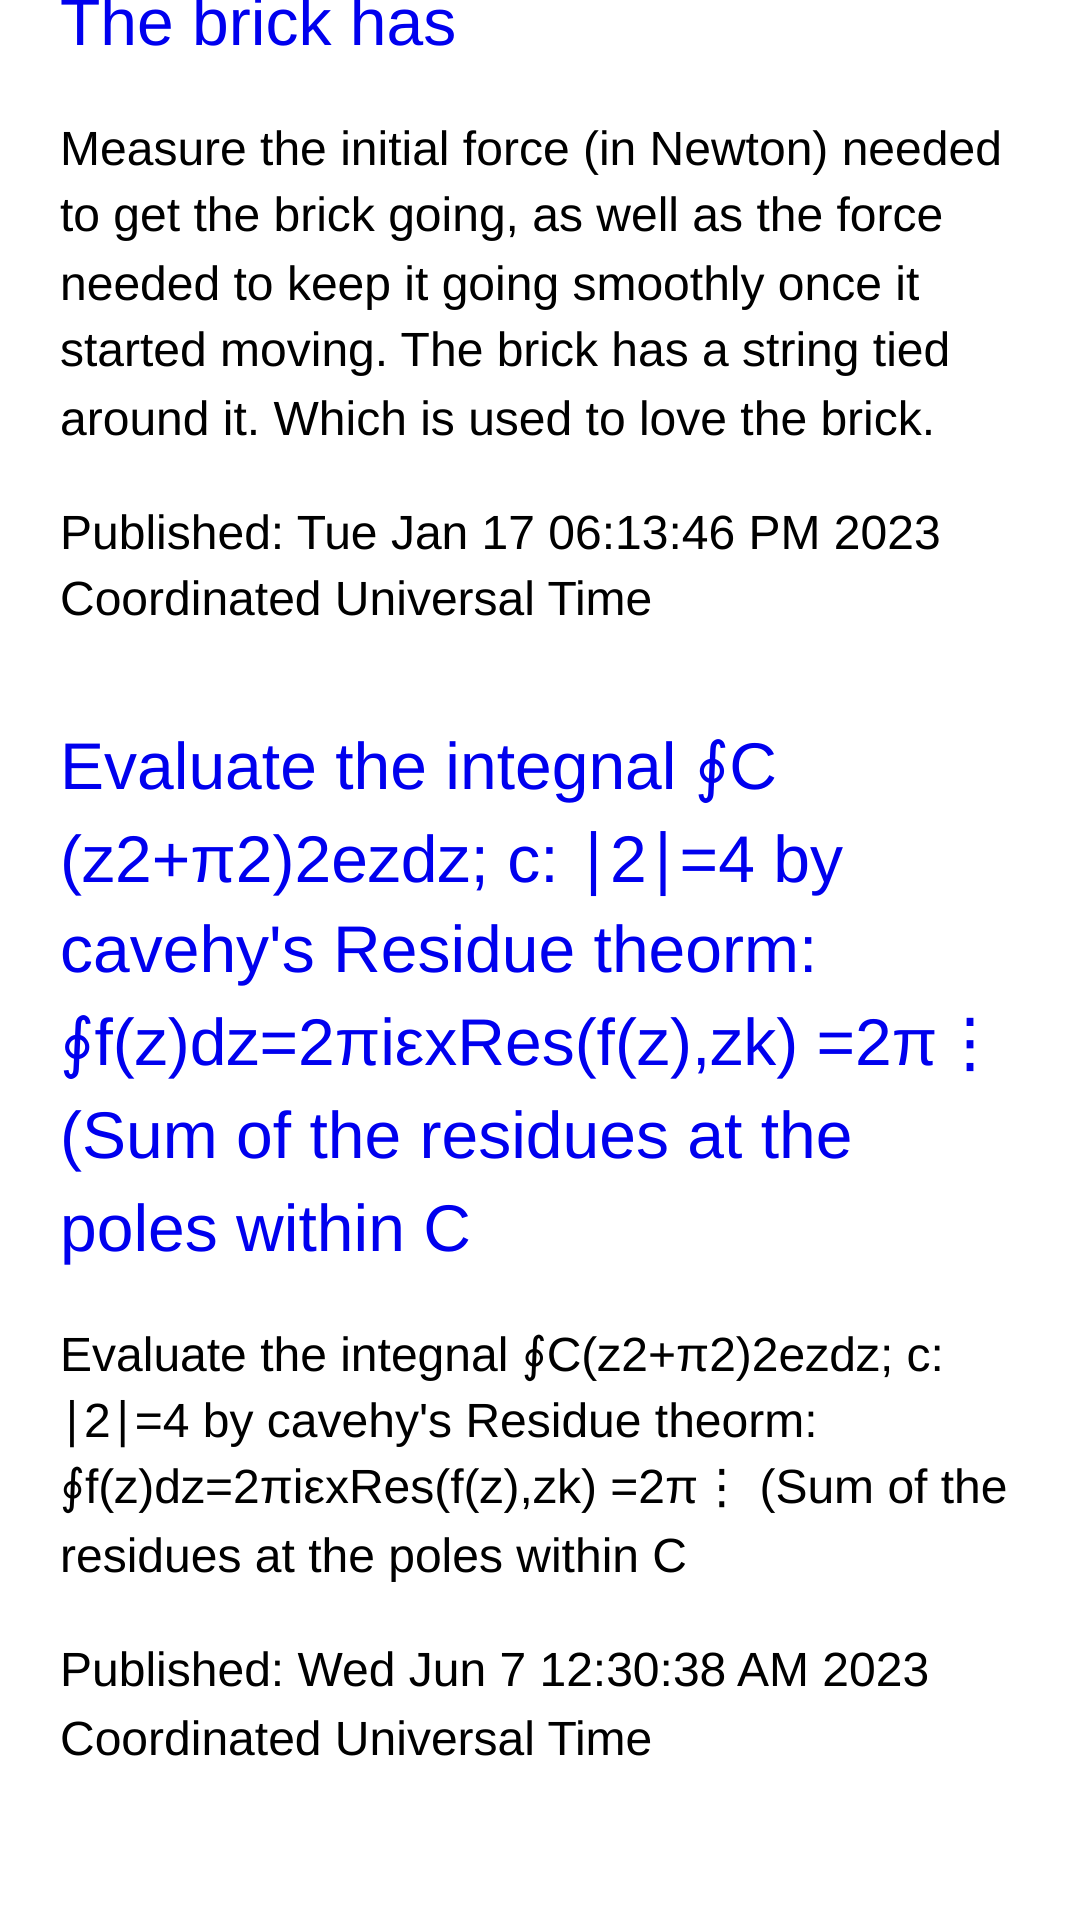 The brick has
Measure the initial force (in Newton) needed
to get the brick going, as well as the force
needed to keep it going smoothly once it
started moving. The brick has a string tied
around it. Which is used to love the brick.
Published: Tue Jan 17 06:13:46 PM 2023
Coordinated Universal Time
Evaluate the integnal ∮C
(z2+π2)2ezdz; c: ∣2∣=4 by
cavehy's Residue theorm:
∮f(z)dz=2πiεxRes(f(z),zk) =2π⋮
(Sum of the residues at the
poles within C
Evaluate the integnal ∮C(z2+π2)2ezdz; c:
∣2∣=4 by cavehy's Residue theorm:
∮f(z)dz=2πiεxRes(f(z),zk) =2π⋮ (Sum of the
residues at the poles within C
Published: Wed Jun 7 12:30:38 AM 2023
Coordinated Universal Time